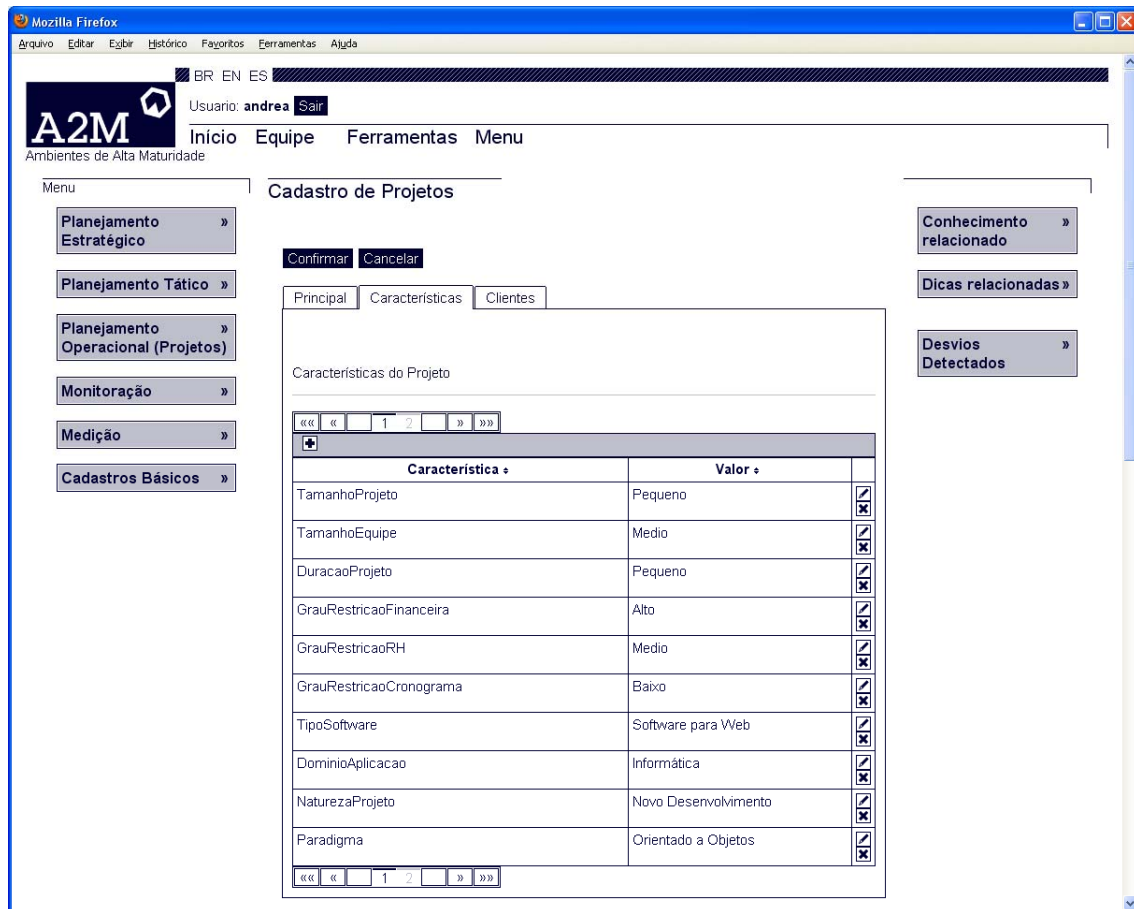 Mozilla Firefox
Arquivo Editar Exibir Histórico Favoritos Ferramentas Ajuda
BR EN ES
Usuario: andrea Sair
A2M
Início Equipe Ferramentas Menu
Ambientes de Alta Maturidade
Menu
Planejamento »
Estratégico
Planejamento Tático »
Planejamento »
Operacional (Projetos)
Monitoração »
Medição »
Cadastros Básicos »
Cadastro de Projetos
Confirmar Cancelar
Principal Características Clientes
Características do Projeto
«« « 1 2 » »»
Característica Valor
TamanhoProjeto Pequeno
TamanhoEquipe Medio
DuracaoProjeto Pequeno
GrauRestricaoFinanceira Alto
GrauRestricaoRH Medio
GrauRestricaoCronograma Baixo
TipoSoftware Software para Web
DominioAplicacao Informática
NaturezaProjeto Novo Desenvolvimento
Paradigma Orientado a Objetos
«« « 1 2 » »»
Conhecimento »
relacionado
Dicas relacionadas »
Desvios »
Detectados